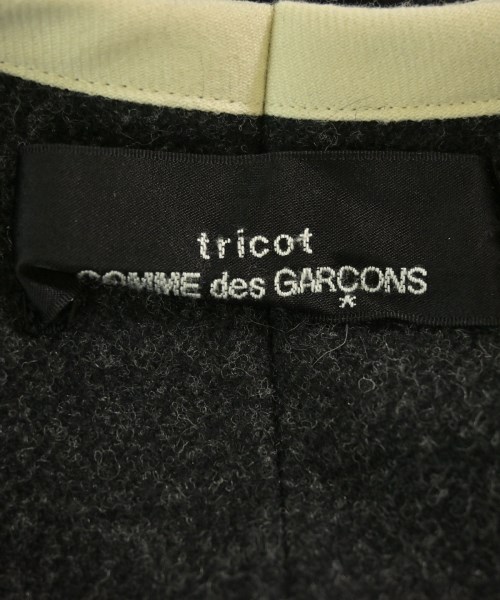 tricot
COMME des GARÇONS
*